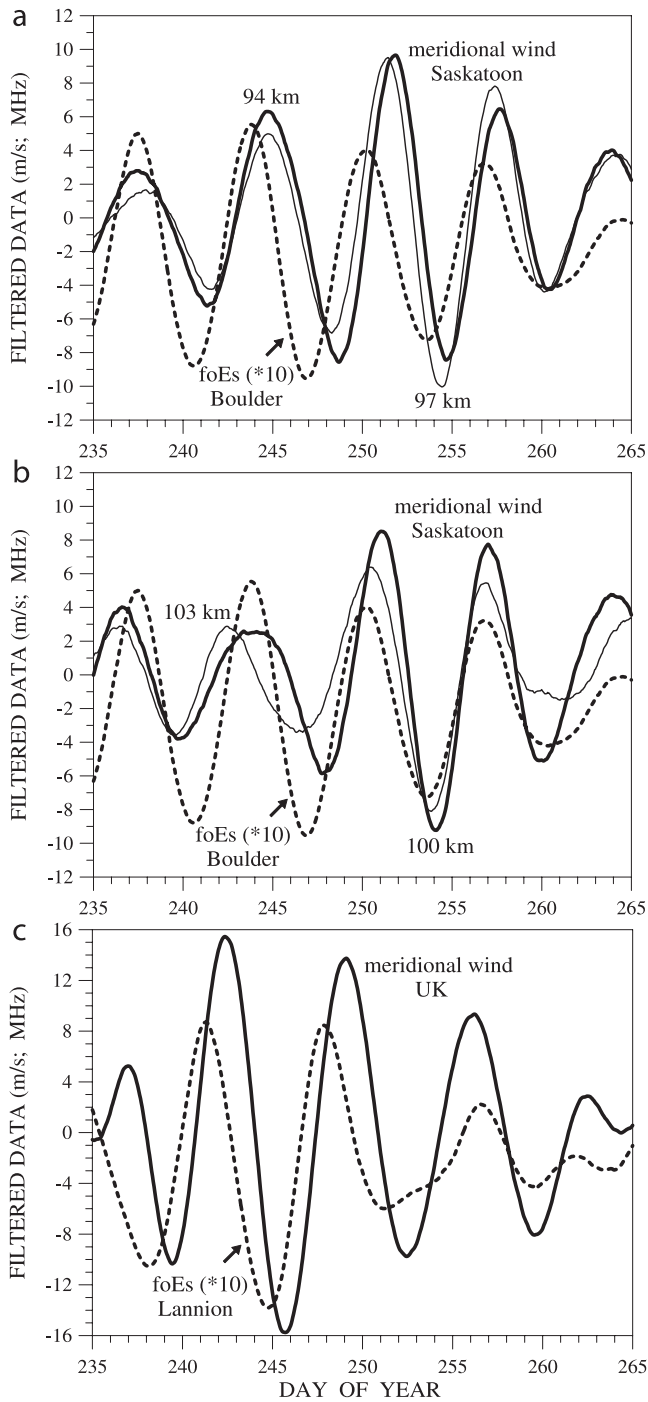 a
FILTERED DATA (m/s; MHz)
12
10
8
6
4
2
0
-2
-4
-6
-8
-10
-12
meridional wind
Saskatoon
94 km
foEs (*10)
Boulder
97 km
235 240 245 250 255 260 265
b
FILTERED DATA (m/s; MHz)
12
10
8
6
4
2
0
-2
-4
-6
-8
-10
-12
meridional wind
Saskatoon
103 km
foEs (*10)
Boulder
100 km
235 240 245 250 255 260 265
c
FILTERED DATA (m/s; MHz)
16
12
8
4
0
-4
-8
-12
-16
meridional wind
UK
foEs (*10)
Lannion
235 240 245 250 255 260 265
DAY OF YEAR